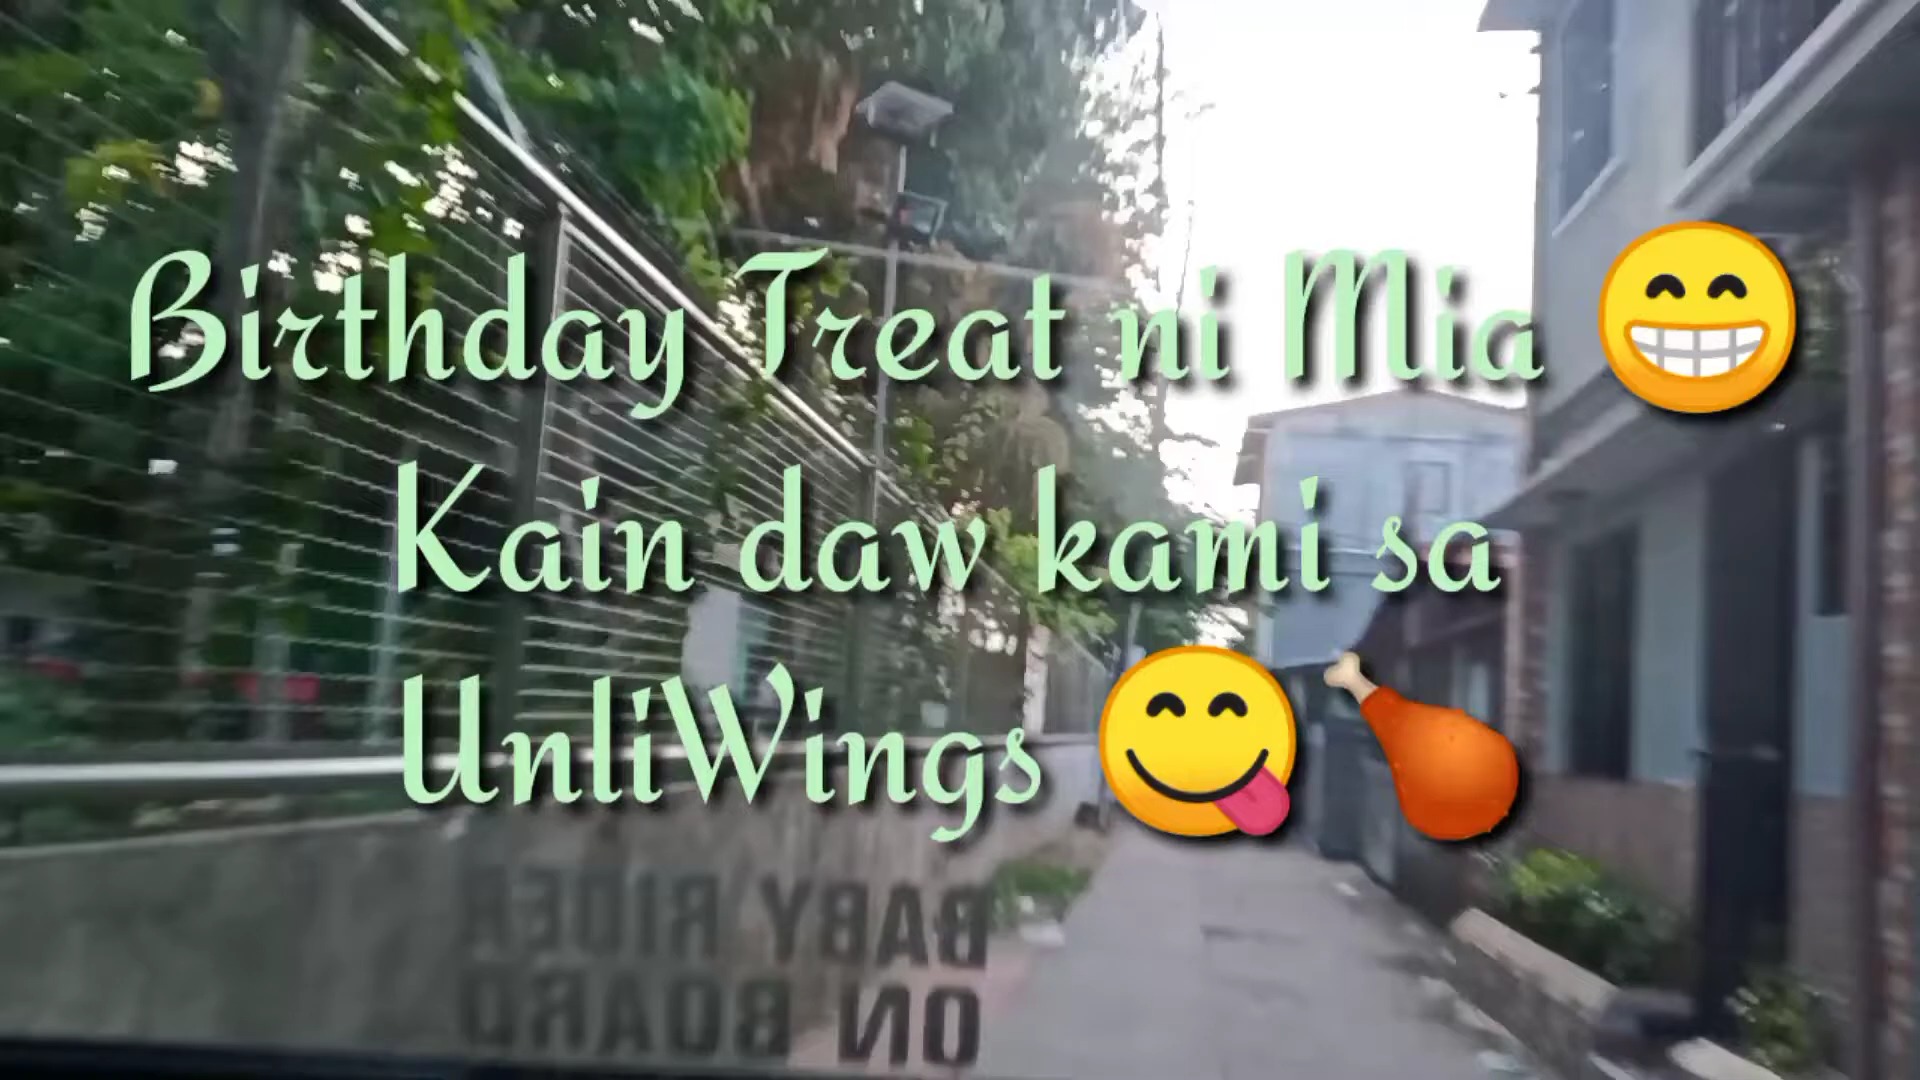 Birthday Treat ni Mia 😁
Kain daw kami sa
UnliWings 😋🍗
BABY RIDER
ON BOARD